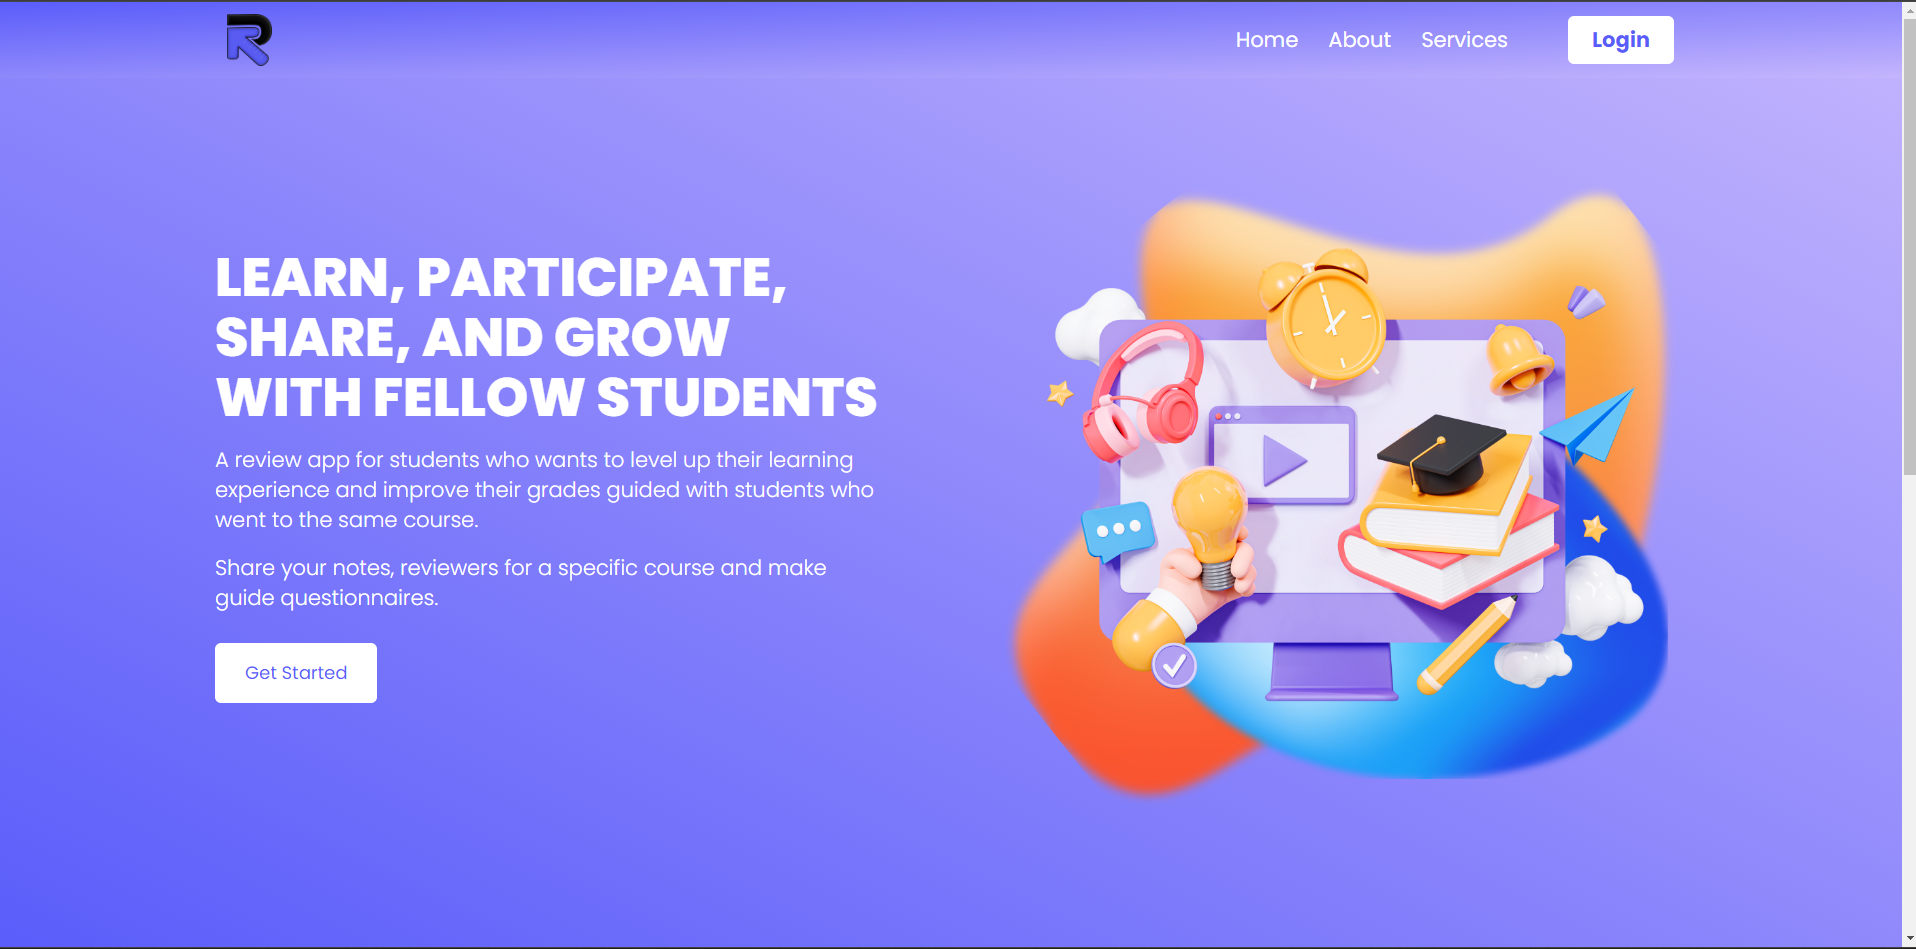 R
Home About Services Login
LEARN, PARTICIPATE,
SHARE, AND GROW
WITH FELLOW STUDENTS
A review app for students who wants to level up their learning
experience and improve their grades guided with students who
went to the same course.
Share your notes, reviewers for a specific course and make
guide questionnaires.
Get Started